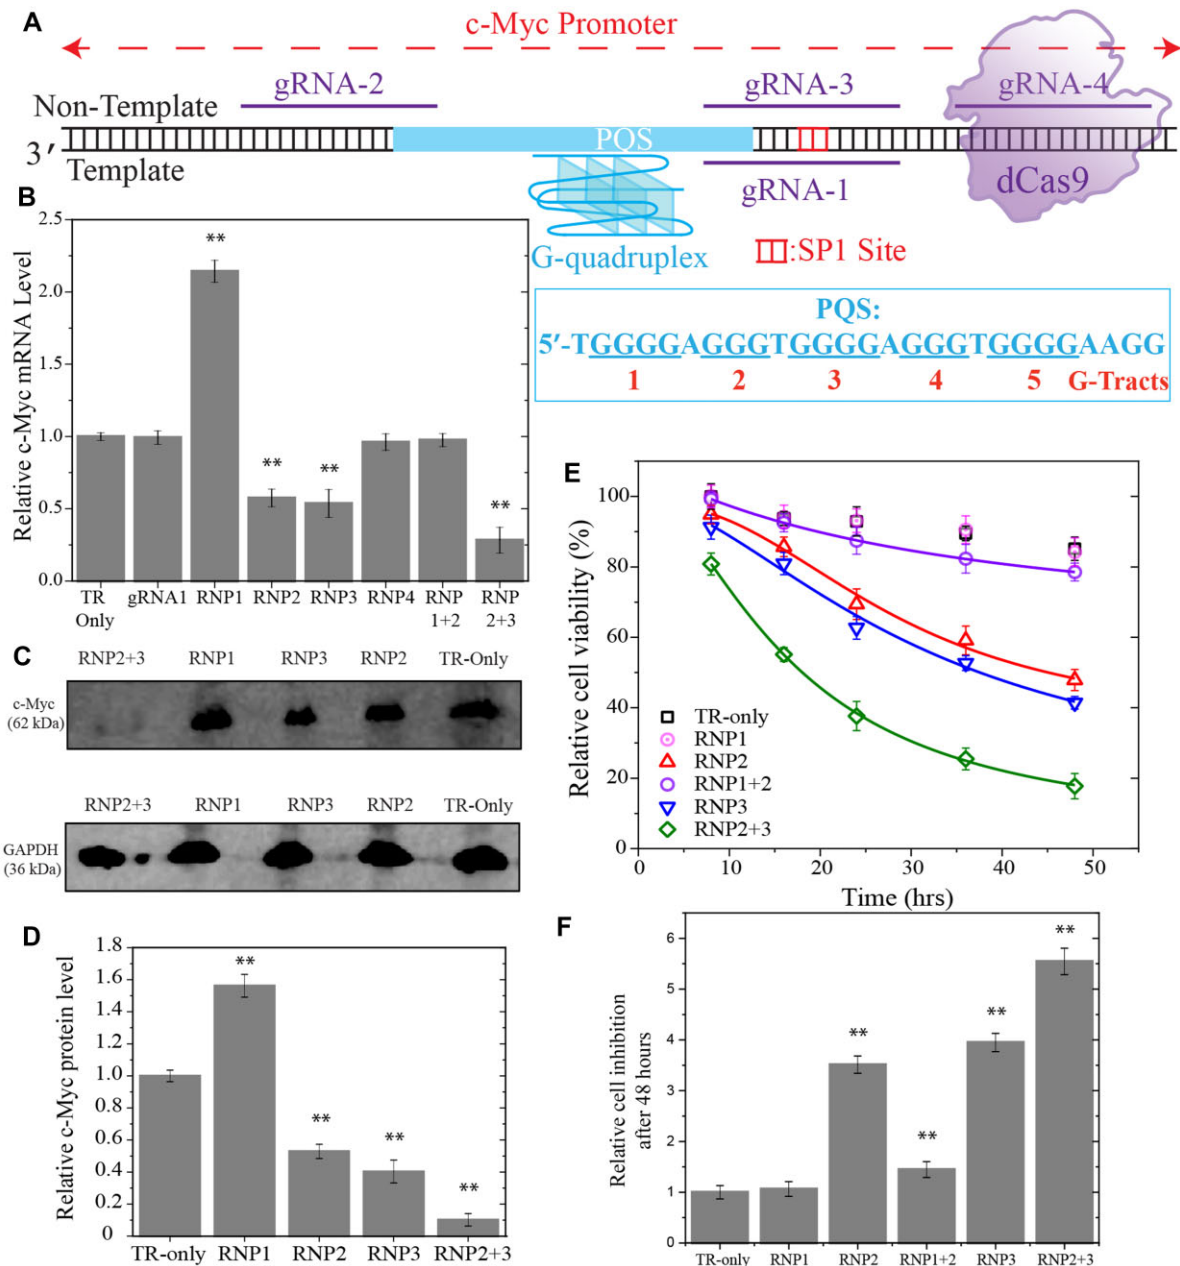 A
c-Myc Promoter
gRNA-2
gRNA-3
gRNA-4
Non-Template
PQS
3′
Template
gRNA-1
dCas9
G-quadruplex
:SP1 Site
PQS:
5′-TGGGGAGGGTGGGGAGGGTGGGGAAGG
1 2 3 4 5 G-Tracts
B
Relative c-Myc mRNA Level
2.5
2.0
1.5
1.0
0.5
0.0
**
**
**
**
TR Only
gRNA1
RNP1
RNP2
RNP3
RNP4
RNP 1+2
RNP 2+3
C
RNP2+3 RNP1 RNP3 RNP2 TR-Only
c-Myc
(62 kDa)
RNP2+3 RNP1 RNP3 RNP2 TR-Only
GAPDH
(36 kDa)
D
Relative c-Myc protein level
1.8
1.6
1.4
1.2
1.0
0.8
0.6
0.4
0.2
0
**
**
**
**
TR-only RNP1 RNP2 RNP3 RNP2+3
E
Relative cell viability (%)
100
80
60
40
20
0
TR-only
RNP1
RNP2
RNP1+2
RNP3
RNP2+3
0 10 20 30 40 50
Time (hrs)
F
Relative cell inhibition
after 48 hours
6
5
4
3
2
1
0
**
**
**
**
TR-only RNP1 RNP2 RNP1+2 RNP3 RNP2+3